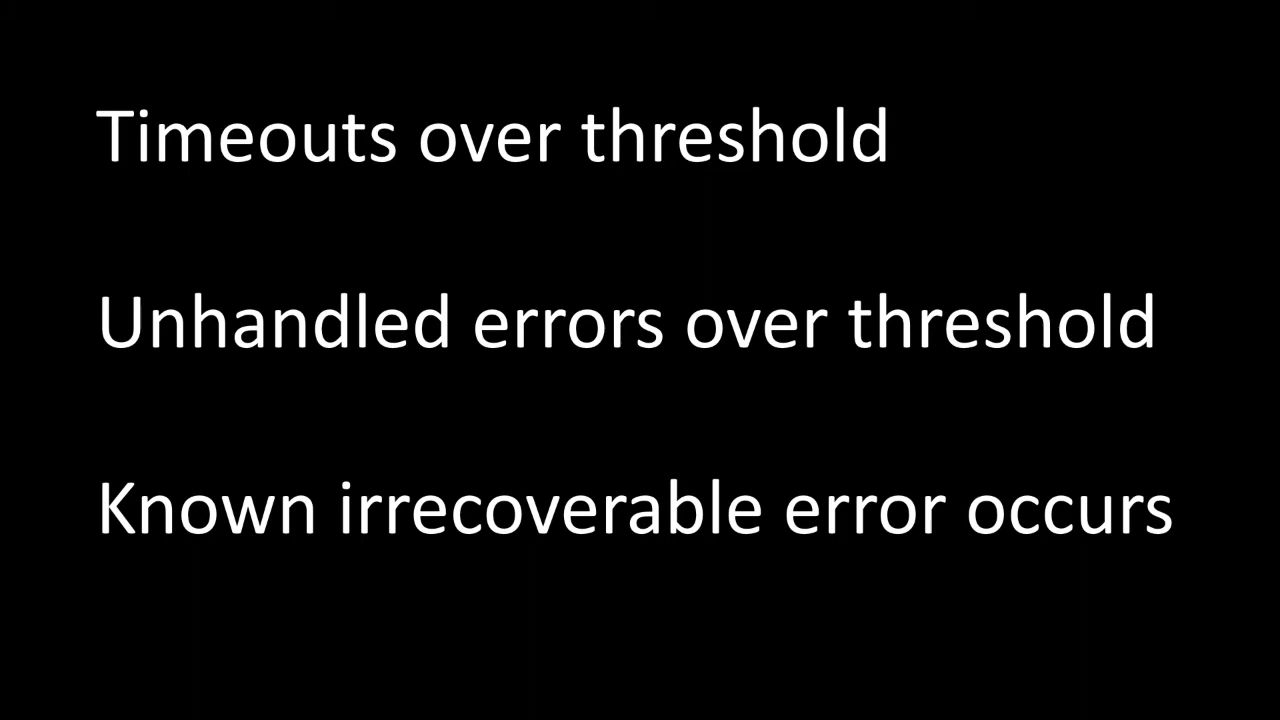 Timeouts over threshold
Unhandled errors over threshold
Known irrecoverable error occurs